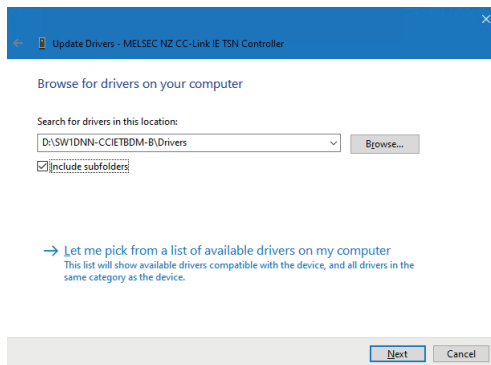 Update Drivers - MELSEC NZ CC-Link IE TSN Controller
Browse for drivers on your computer
Search for drivers in this location:
D:\SW1DNN-CCIETBDM-B\Drivers
Browse...
Include subfolders
Let me pick from a list of available drivers on my computer
This list will show available drivers compatible with the device, and all drivers in the
same category as the device.
Next
Cancel